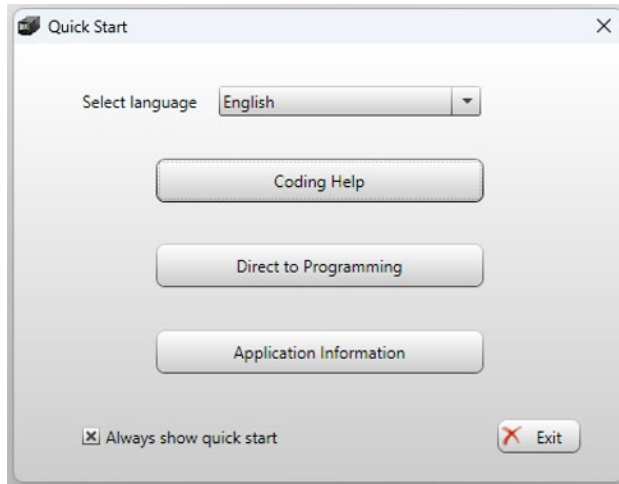 Quick Start
Select language English
Coding Help
Direct to Programming
Application Information
Always show quick start
Exit